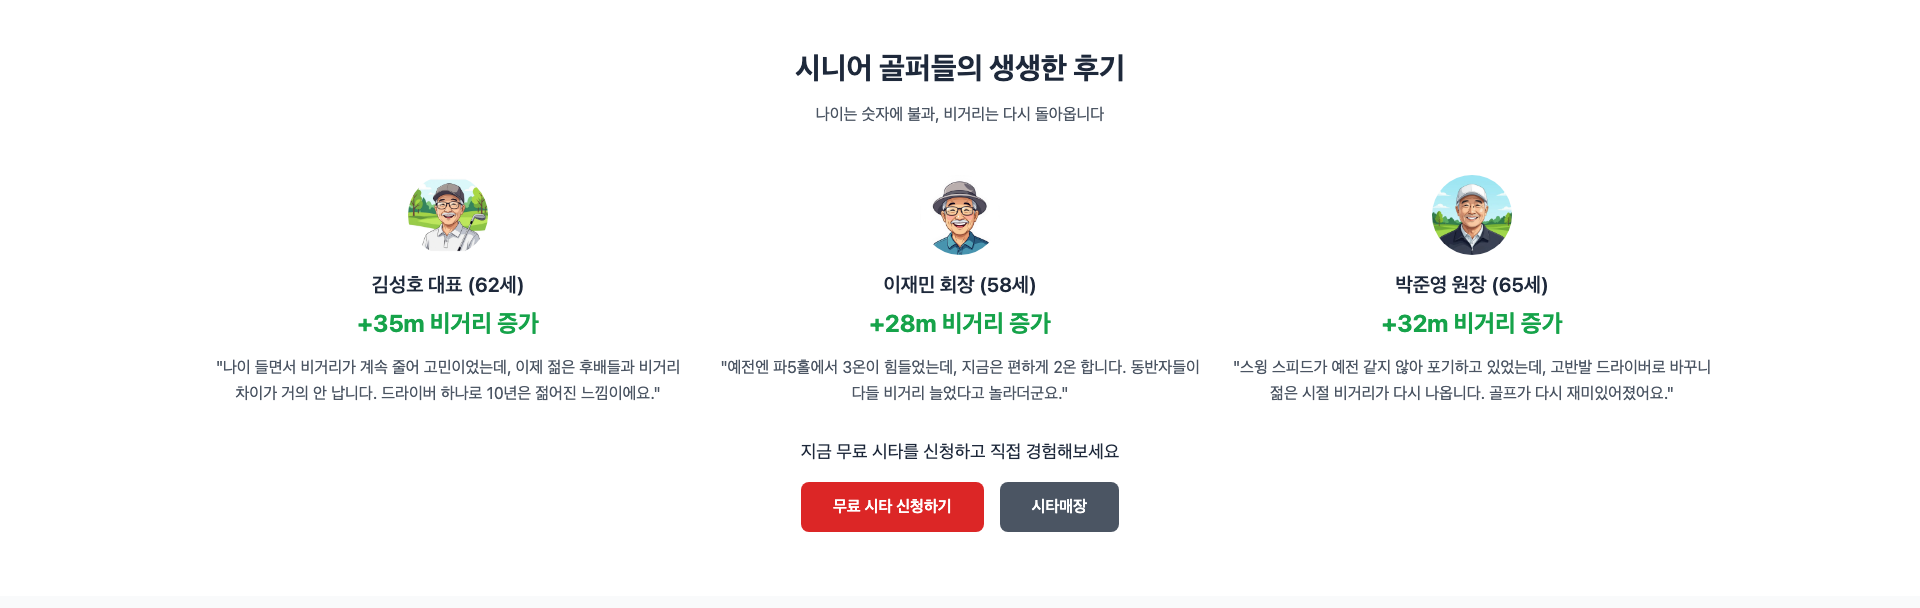 시니어 골퍼들의 생생한 후기
나이는 숫자에 불과, 비거리는 다시 돌아옵니다
김성호 대표 (62세)
+35m 비거리 증가
"나이 들면서 비거리가 계속 줄어 고민이었는데, 이제 젊은 후배들과 비거리
차이가 거의 안 납니다. 드라이버 하나로 10년은 젊어진 느낌이에요."
이재민 회장 (58세)
+28m 비거리 증가
"예전엔 파5홀에서 3온이 힘들었는데, 지금은 편하게 2온 합니다. 동반자들이
다들 비거리 늘었다고 놀라더군요."
박준영 원장 (65세)
+32m 비거리 증가
"스윙 스피드가 예전 같지 않아 포기하고 있었는데, 고반발 드라이버로 바꾸니
젊은 시절 비거리가 다시 나옵니다. 골프가 다시 재미있어졌어요."
지금 무료 시타를 신청하고 직접 경험해보세요
무료 시타 신청하기
시타매장